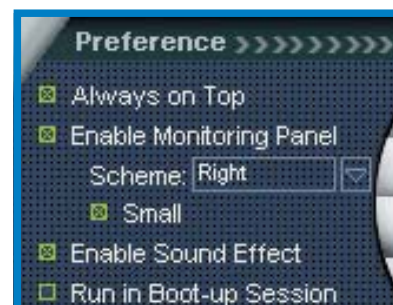 Preference >>>>>>>>>
Always on Top
Enable Monitoring Panel
Scheme: Right
Small
Enable Sound Effect
Run in Boot-up Session